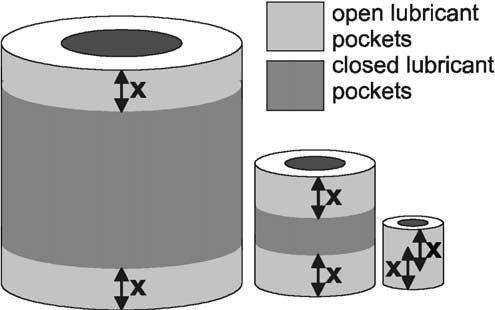 open lubricant
pockets
closed lubricant
pockets
x
x
x
x
x
x